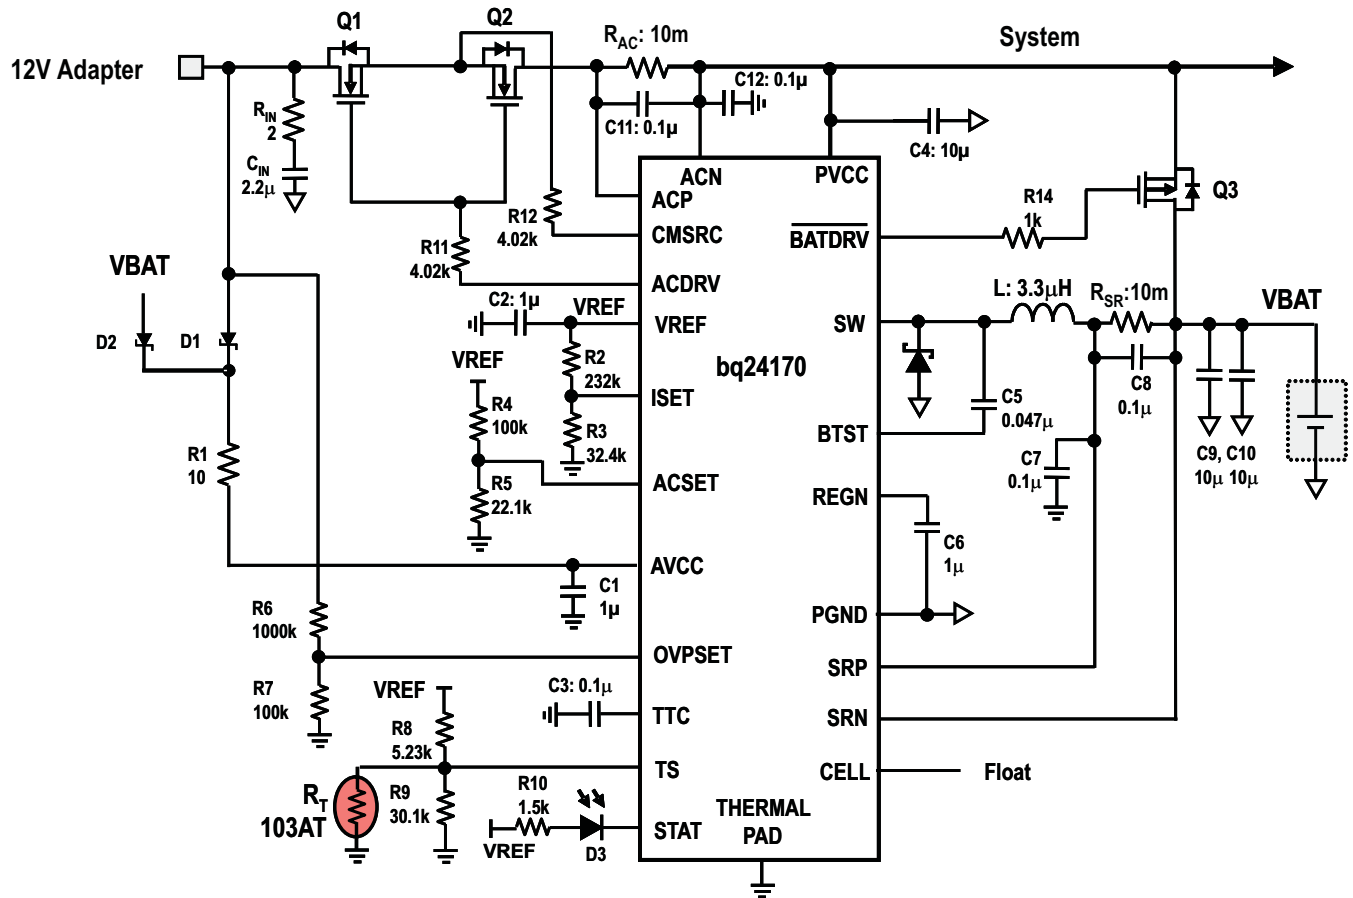 Q1
Q2
R_AC: 10m
System
12V Adapter
C12: 0.1µ
R_IN
2
C11: 0.1µ
C4: 10µ
C_IN
2.2µ
ACN
PVCC
ACP
R14
1k
Q3
R12
4.02k
CMSRC
BATDRV
R11
4.02k
VBAT
ACDRV
C2: 1µ
VREF
VREF
SW
L: 3.3µH
R_SR:10m
VBAT
D2
D1
VREF
R2
232k
bq24170
C8
0.1µ
R4
100k
ISET
C5
0.047µ
R3
32.4k
BTST
R1
10
C7
0.1µ
C9, C10
10µ 10µ
R5
22.1k
ACSET
REGN
C6
1µ
AVCC
C1
1µ
R6
1000k
PGND
OVPSET
SRP
R7
100k
VREF
C3: 0.1µ
TTC
SRN
R8
5.23k
TS
CELL
Float
R_T
103AT
R9
30.1k
R10
1.5k
THERMAL
PAD
STAT
VREF
D3